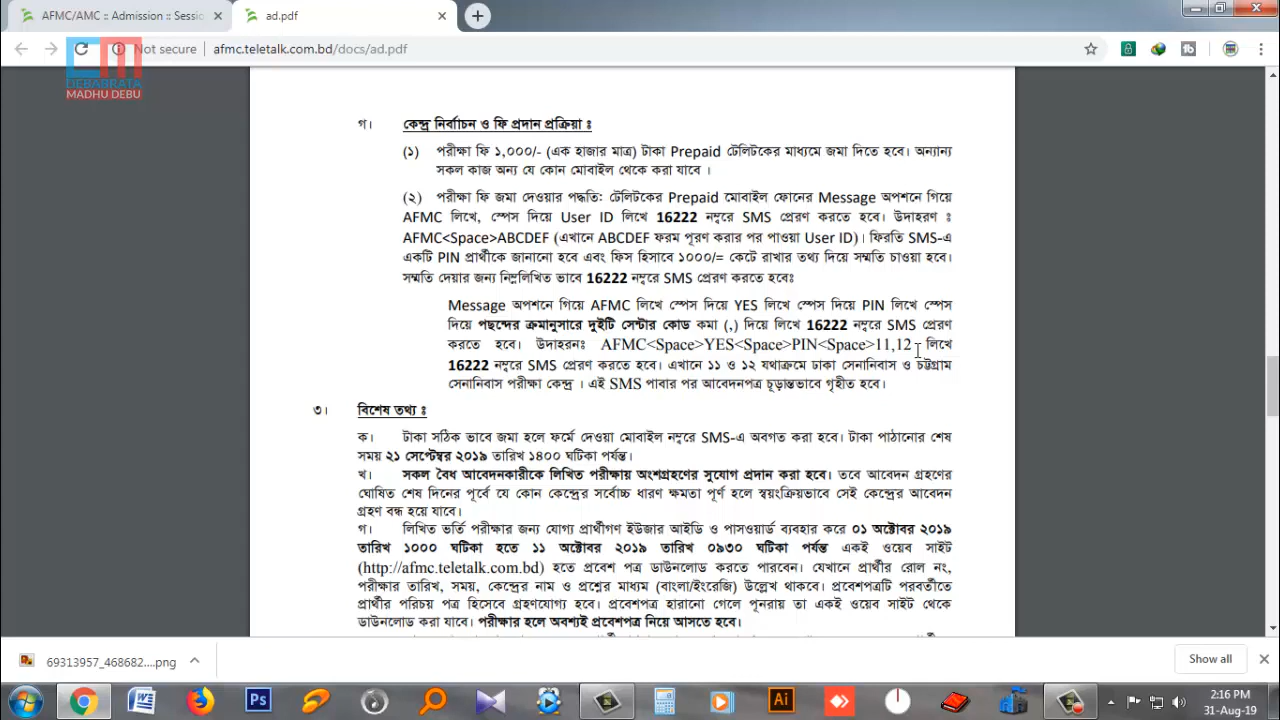 AFMC/AMC :: Admission :: Sessio
ad.pdf
Not secure
afmc.teletalk.com.bd/docs/ad.pdf
DEBABRATA
MADHU DEBU
গ। কেন্দ্র নির্বাচন ও ফি প্রদান প্রক্রিয়া ঃ
(১) পরীক্ষা ফি ১,০০০/- (এক হাজার মাত্র) টাকা Prepaid টেলিটকের মাধ্যমে জমা দিতে হবে। অন্যান্য
সকল কাজ অন্য যে কোন মোবাইল থেকে করা যাবে ।
(২) পরীক্ষা ফি জমা দেওয়ার পদ্ধতি: টেলিটকের Prepaid মোবাইল ফোনের Message অপশনে গিয়ে
AFMC লিখে, স্পেস দিয়ে User ID লিখে 16222 নম্বরে SMS প্রেরণ করতে হবে। উদাহরণ ঃ
AFMC<Space>ABCDEF (এখানে ABCDEF ফরম পূরণ করার পর পাওয়া User ID)। ফিরতি SMS-এ
একটি PIN প্রার্থীকে জানানো হবে এবং ফিস হিসাবে ১০০০/= কেটে রাখার তথ্য দিয়ে সম্মতি চাওয়া হবে।
সম্মতি দেয়ার জন্য নিম্নলিখিত ভাবে 16222 নম্বরে SMS প্রেরণ করতে হবেঃ
Message অপশনে গিয়ে AFMC লিখে স্পেস দিয়ে YES লিখে স্পেস দিয়ে PIN লিখে স্পেস
দিয়ে পছন্দের ক্রমানুসারে দুইটি সেন্টার কোড কমা (,) দিয়ে লিখে 16222 নম্বরে SMS প্রেরণ
করতে হবে। উদাহরনঃ AFMC<Space>YES<Space>PIN<Space>11,12 লিখে
16222 নম্বরে SMS প্রেরণ করতে হবে। এখানে ১১ ও ১২ যথাক্রমে ঢাকা সেনানিবাস ও চট্টগ্রাম
সেনানিবাস পরীক্ষা কেন্দ্র । এই SMS পাবার পর আবেদনপত্র চূড়ান্তভাবে গৃহীত হবে।
৩। বিশেষ তথ্য ঃ
ক। টাকা সঠিক ভাবে জমা হলে ফর্মে দেওয়া মোবাইল নম্বরে SMS-এ অবগত করা হবে। টাকা পাঠানোর শেষ
সময় ২১ সেপ্টেম্বর ২০১৯ তারিখ ১৪০০ ঘটিকা পর্যন্ত।
খ। সকল বৈধ আবেদনকারীকে লিখিত পরীক্ষায় অংশগ্রহণের সুযোগ প্রদান করা হবে। তবে আবেদন গ্রহণের
ঘোষিত শেষ দিনের পূর্বে যে কোন কেন্দ্রের সর্বোচ্চ ধারণ ক্ষমতা পূর্ণ হলে স্বয়ংক্রিয়ভাবে সেই কেন্দ্রের আবেদন
গ্রহণ বন্ধ হয়ে যাবে।
গ। লিখিত ভর্তি পরীক্ষার জন্য যোগ্য প্রার্থীগণ ইউজার আইডি ও পাসওয়ার্ড ব্যবহার করে ০১ অক্টোবর ২০১৯
তারিখ ১০০০ ঘটিকা হতে ১১ অক্টোবর ২০১৯ তারিখ ০৯৩০ ঘটিকা পর্যন্ত একই ওয়েব সাইট
(http://afmc.teletalk.com.bd) হতে প্রবেশ পত্র ডাউনলোড করতে পারবেন। যেখানে প্রার্থীর রোল নং,
পরীক্ষার তারিখ, সময়, কেন্দ্রের নাম ও প্রশ্নের মাধ্যম (বাংলা/ইংরেজি) উল্লেখ থাকবে। প্রবেশপত্রটি পরবর্তীতে
প্রার্থীর পরিচয় পত্র হিসেবে গ্রহণযোগ্য হবে। প্রবেশপত্র হারানো গেলে পূনরায় তা একই ওয়েব সাইট থেকে
ডাউনলোড করা যাবে। পরীক্ষার হলে অবশ্যই প্রবেশপত্র নিয়ে আসতে হবে।
69313957_468682....png
Show all
2:16 PM
31-Aug-19